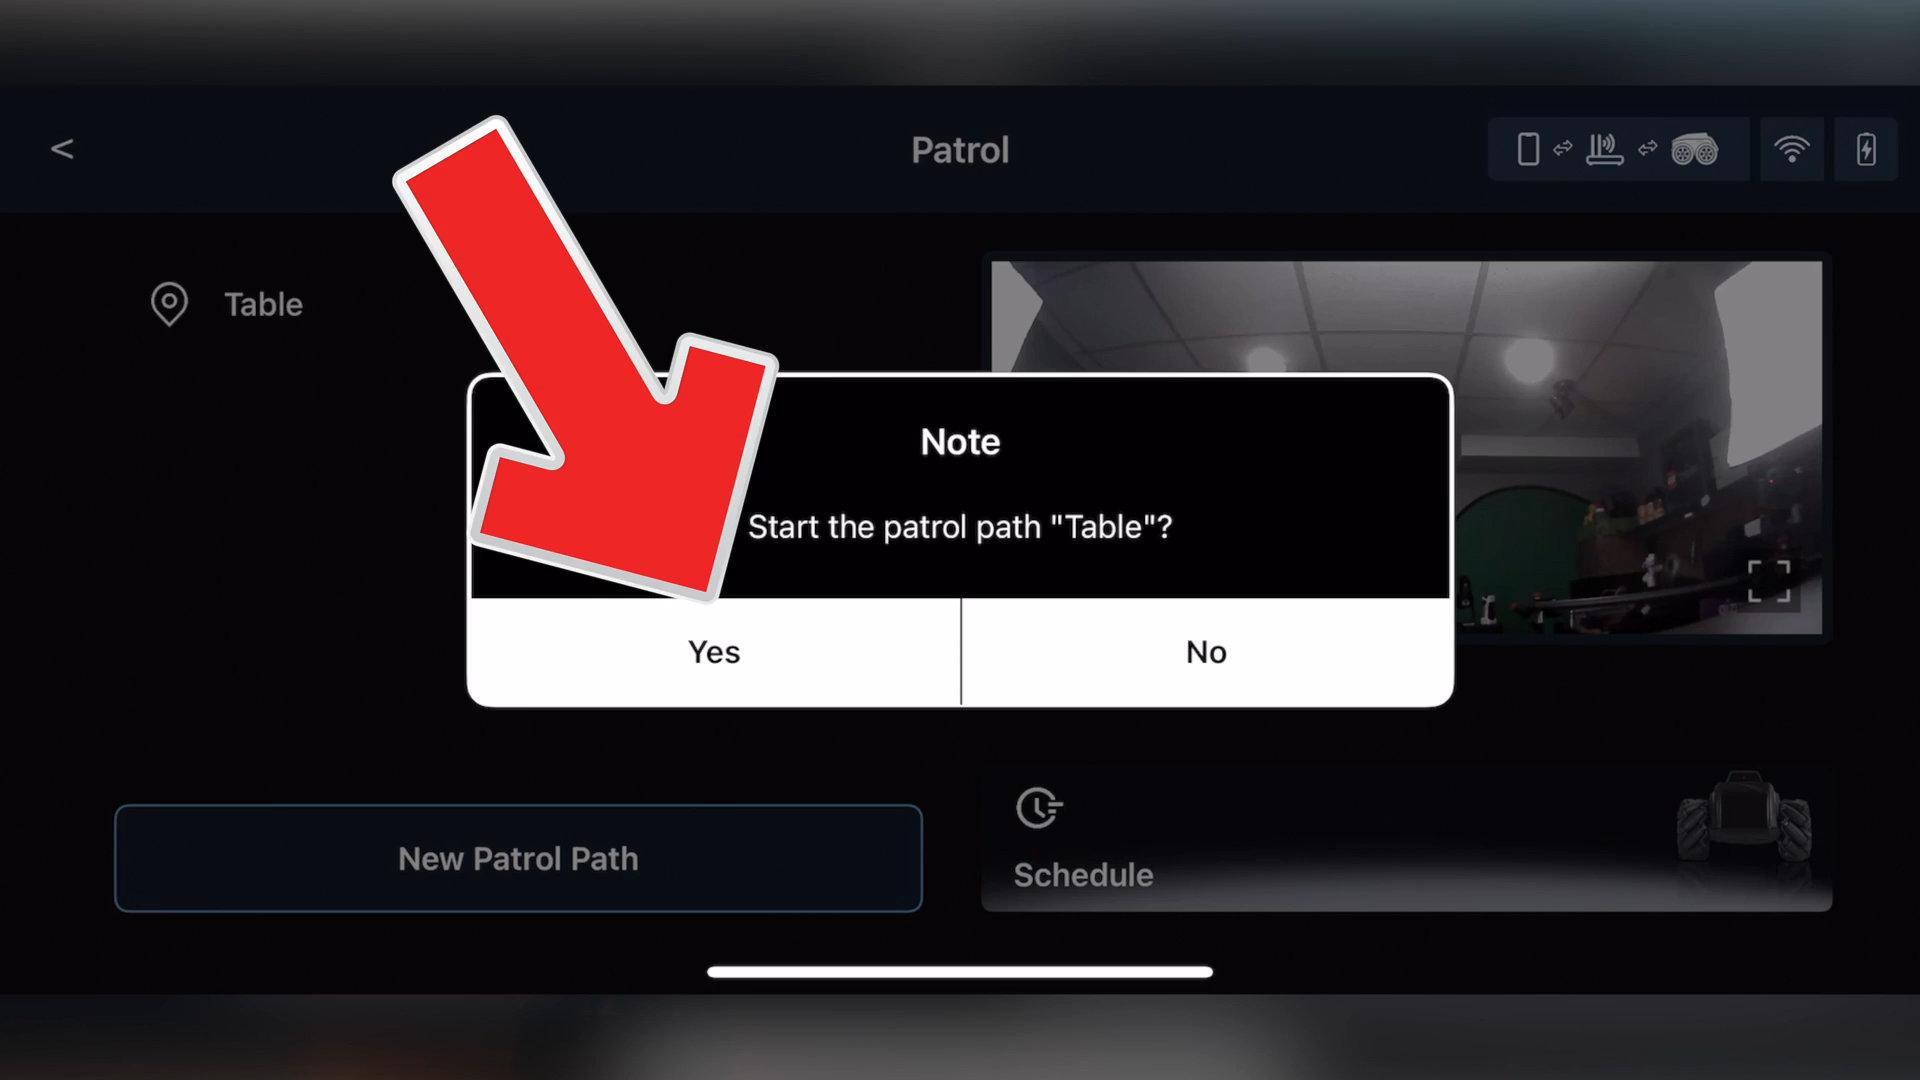 <
Patrol
Table
Note
Start the patrol path "Table"?
Yes
No
New Patrol Path
Schedule